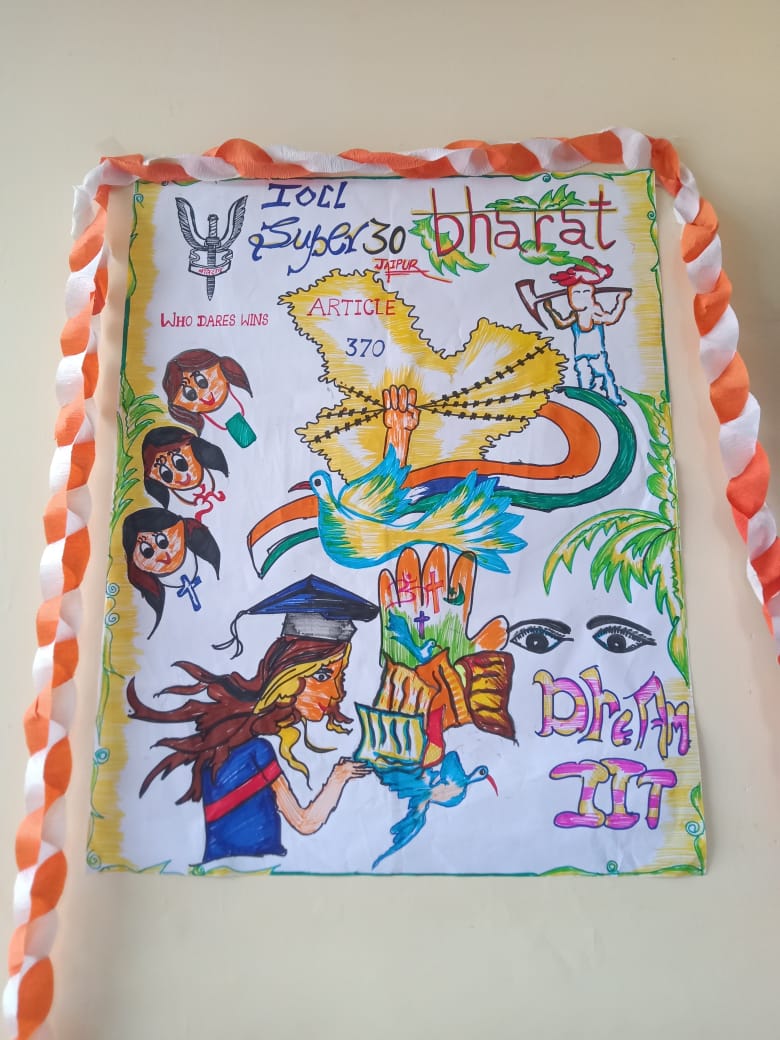 IOCL
Super 30
JAIPUR
bharat
WHO DARES WINS
ARTICLE
370
ॐ
ॐ
DREAM
IIT